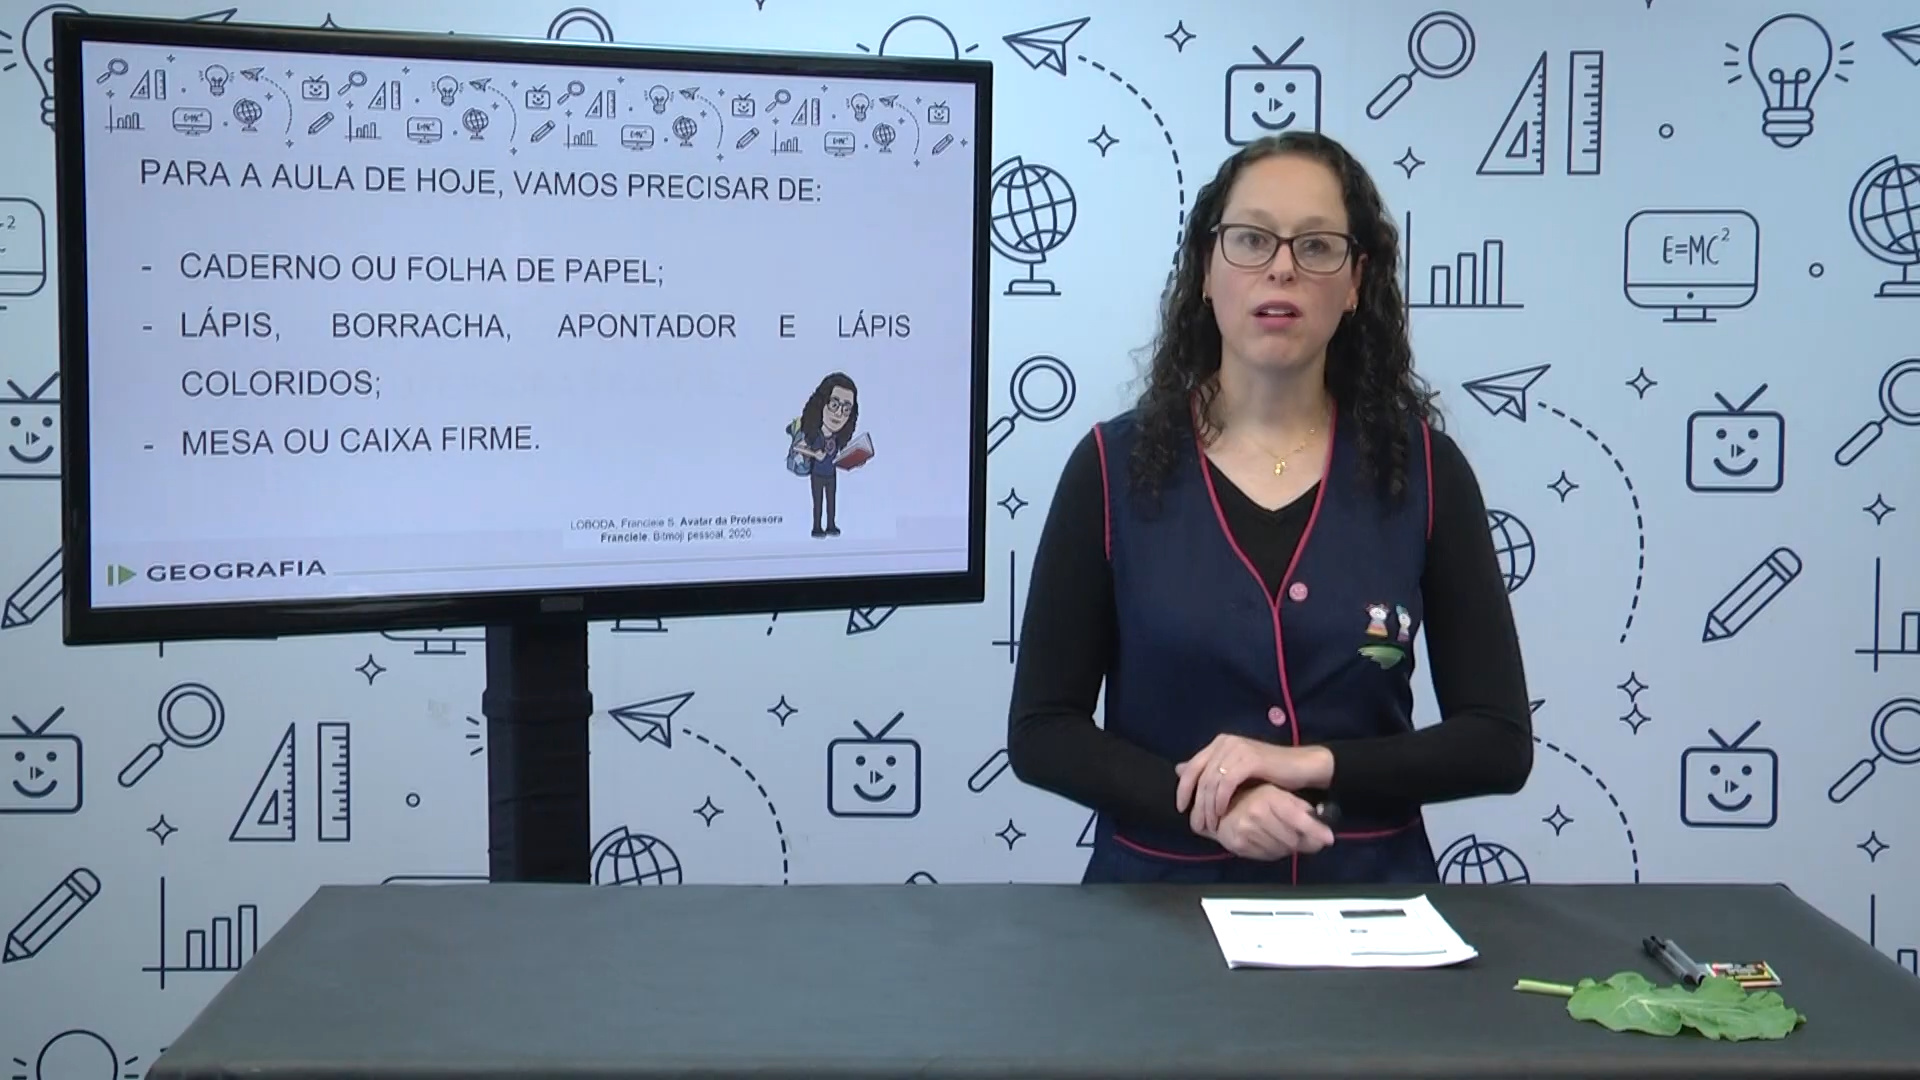 PARA A AULA DE HOJE, VAMOS PRECISAR DE:
- CADERNO OU FOLHA DE PAPEL;
- LÁPIS, BORRACHA, APONTADOR E LÁPIS
COLORIDOS;
- MESA OU CAIXA FIRME.
LOBODA, Franciele S. Avatar da Professora
Franciele. Bitmoji pessoal, 2020.
GEOGRAFIA
E=MC²